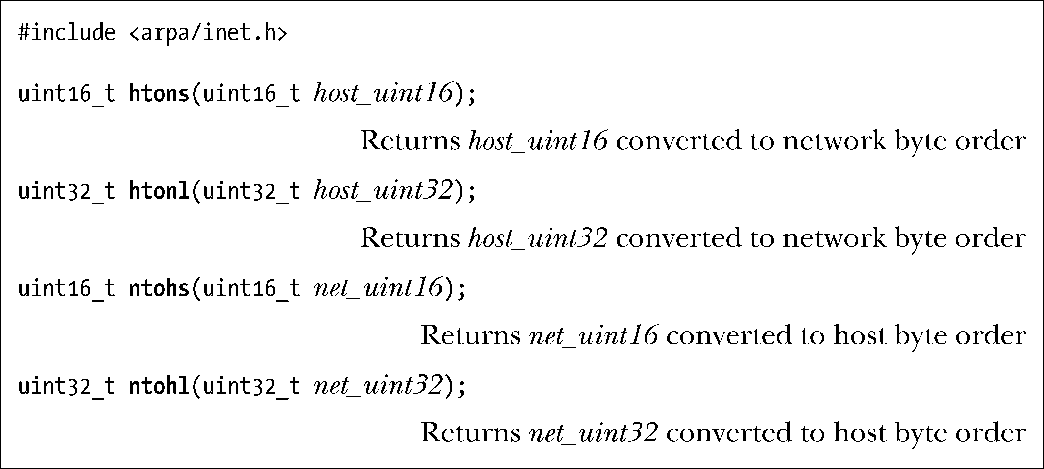 #include <arpa/inet.h>
uint16_t htons(uint16_t host_uint16);
Returns host_uint16 converted to network byte order
uint32_t htonl(uint32_t host_uint32);
Returns host_uint32 converted to network byte order
uint16_t ntohs(uint16_t net_uint16);
Returns net_uint16 converted to host byte order
uint32_t ntohl(uint32_t net_uint32);
Returns net_uint32 converted to host byte order